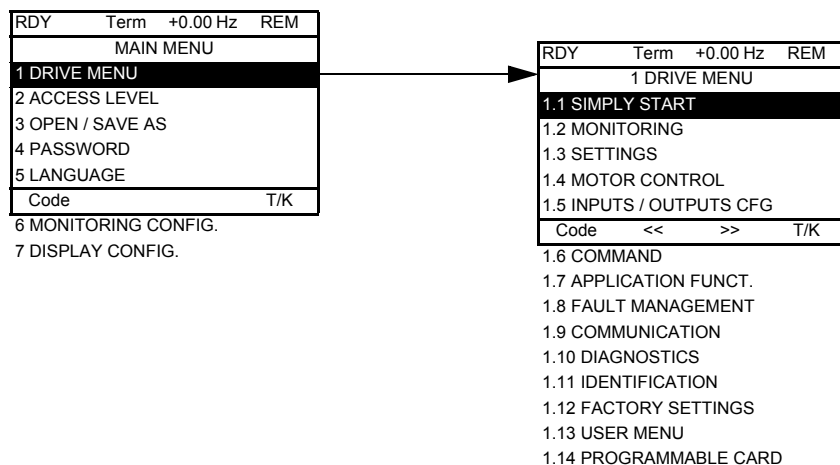 RDY Term +0.00 Hz REM
MAIN MENU
1 DRIVE MENU
2 ACCESS LEVEL
3 OPEN / SAVE AS
4 PASSWORD
5 LANGUAGE
Code T/K
6 MONITORING CONFIG.
7 DISPLAY CONFIG.
RDY Term +0.00 Hz REM
1 DRIVE MENU
1.1 SIMPLY START
1.2 MONITORING
1.3 SETTINGS
1.4 MOTOR CONTROL
1.5 INPUTS / OUTPUTS CFG
Code << >> T/K
1.6 COMMAND
1.7 APPLICATION FUNCT.
1.8 FAULT MANAGEMENT
1.9 COMMUNICATION
1.10 DIAGNOSTICS
1.11 IDENTIFICATION
1.12 FACTORY SETTINGS
1.13 USER MENU
1.14 PROGRAMMABLE CARD